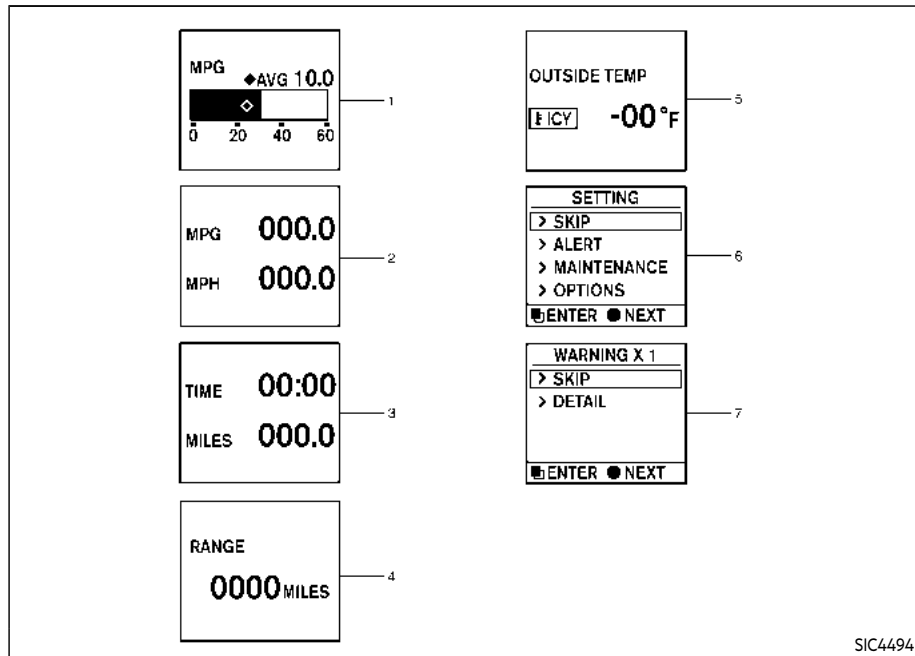 MPG
◆AVG 10.0
0 20 40 60
1
MPG 000.0
MPH 000.0
2
TIME 00:00
MILES 000.0
3
RANGE
0000 MILES
4
OUTSIDE TEMP
ICY -00°F
5
SETTING
> SKIP
> ALERT
> MAINTENANCE
> OPTIONS
ENTER ● NEXT
6
WARNING X 1
> SKIP
> DETAIL
ENTER ● NEXT
7
SIC4494